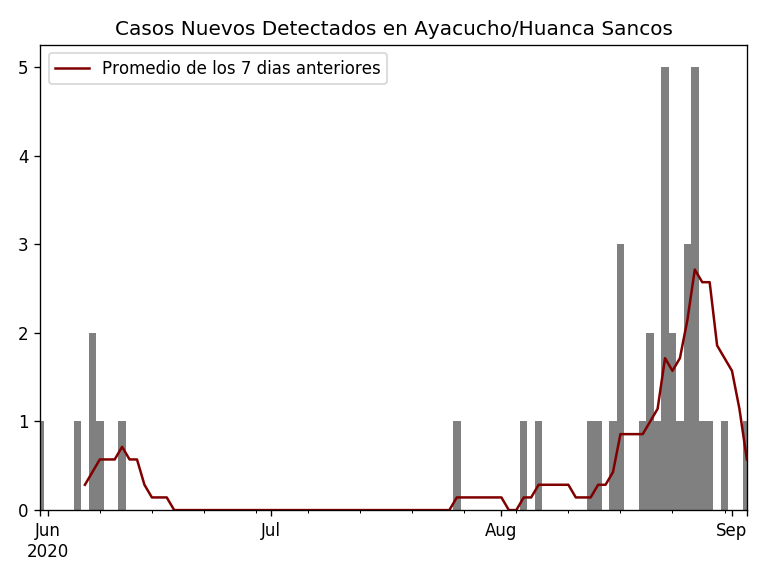 Casos Nuevos Detectados en Ayacucho/Huanca Sancos
Promedio de los 7 dias anteriores
5
4
3
2
1
0
Jun Jul Aug Sep
2020